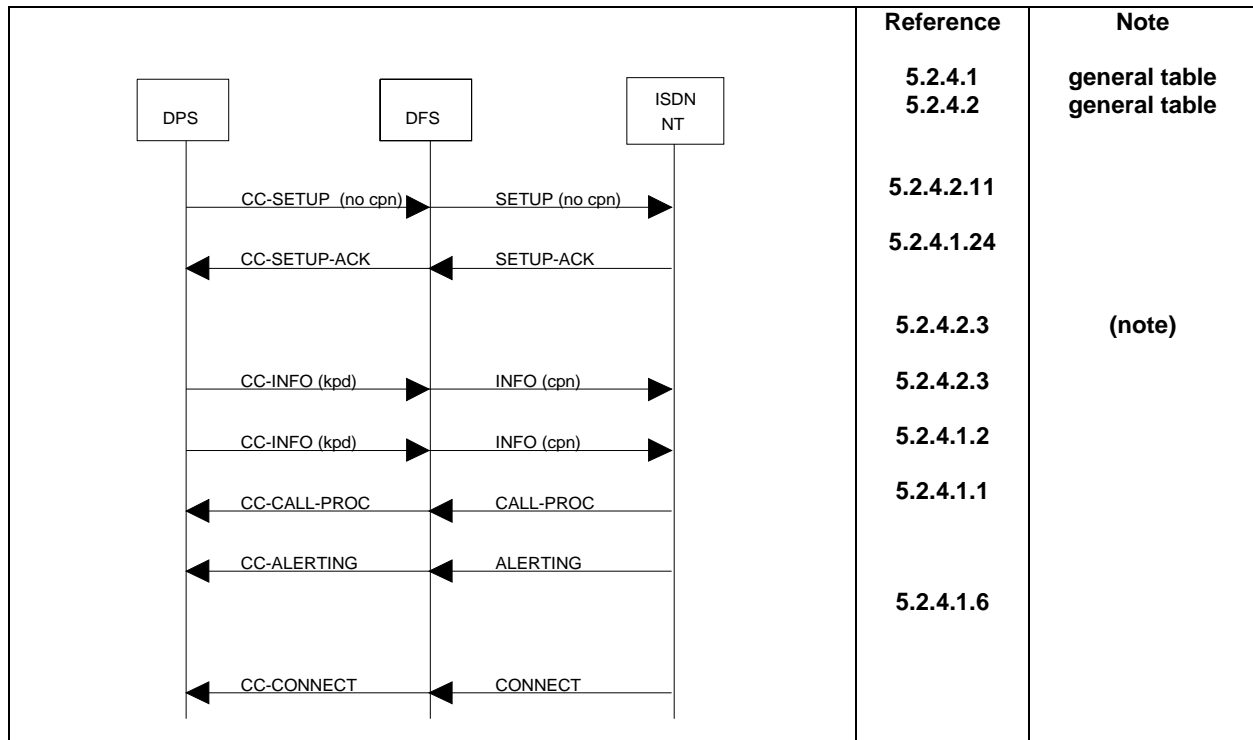 Reference Note
5.2.4.1 general table
5.2.4.2 general table
DPS DFS ISDN
NT
5.2.4.2.11
CC-SETUP (no cpn) SETUP (no cpn)
5.2.4.1.24
CC-SETUP-ACK SETUP-ACK
5.2.4.2.3 (note)
CC-INFO (kpd) INFO (cpn) 5.2.4.2.3
CC-INFO (kpd) INFO (cpn) 5.2.4.1.2
CC-CALL-PROC CALL-PROC 5.2.4.1.1
CC-ALERTING ALERTING
5.2.4.1.6
CC-CONNECT CONNECT